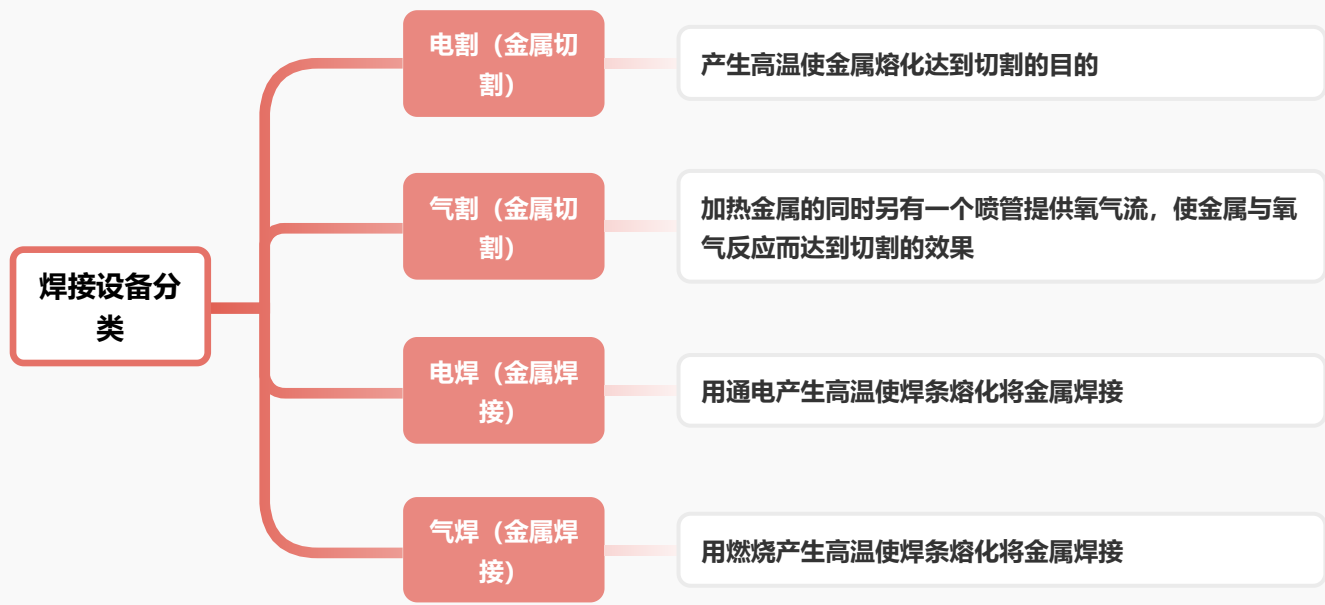 电割（金属切
割）
产生高温使金属熔化达到切割的目的
气割（金属切
割）
加热金属的同时另有一个喷管提供氧气流，使金属与氧
气反应而达到切割的效果
焊接设备分
类
电焊（金属焊
接）
用通电产生高温使焊条熔化将金属焊接
气焊（金属焊
接）
用燃烧产生高温使焊条熔化将金属焊接